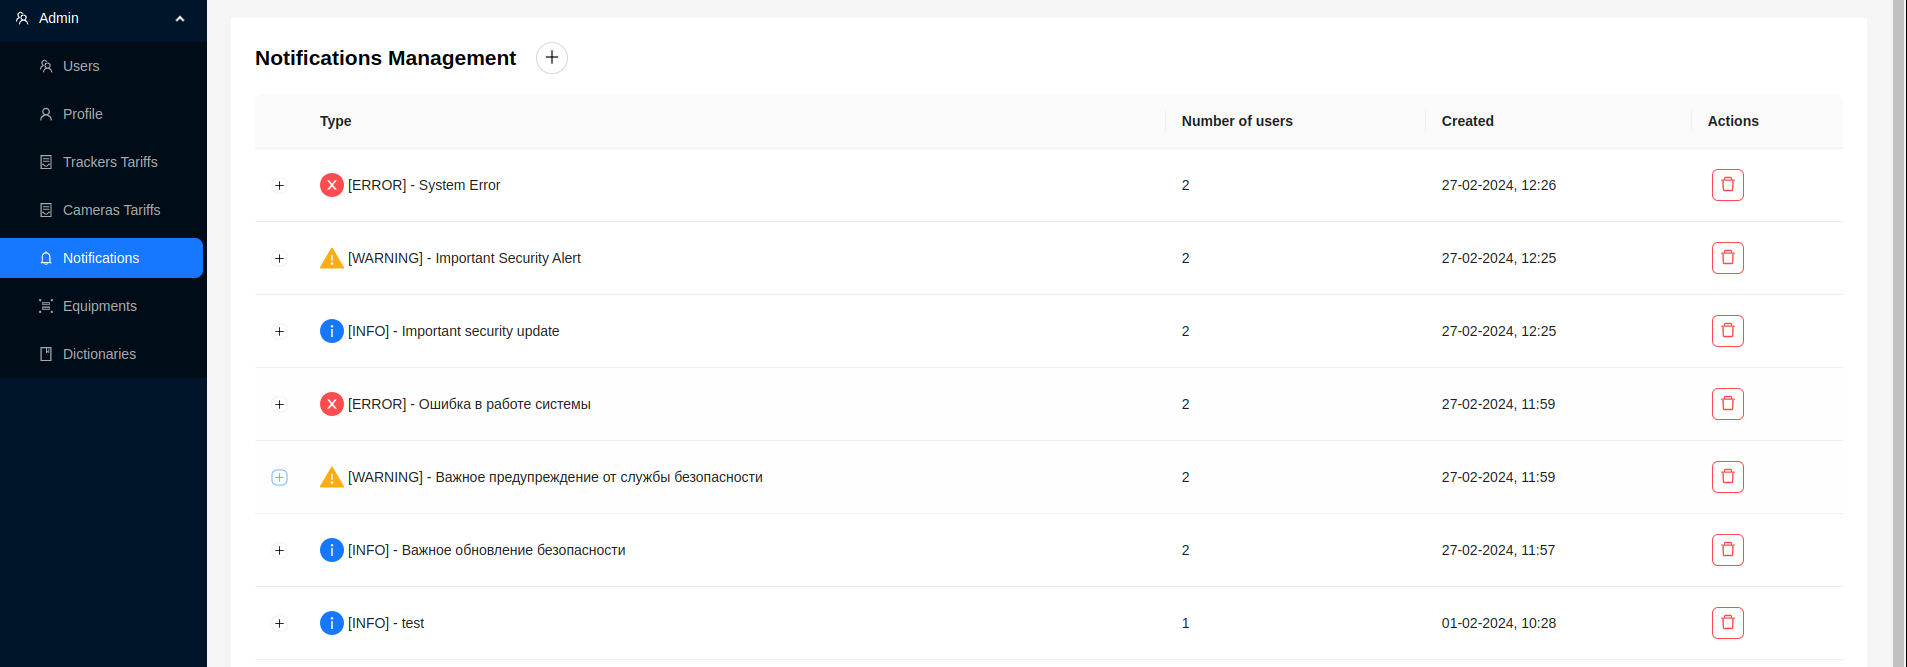 Admin
Users
Profile
Trackers Tariffs
Cameras Tariffs
Notifications
Equipments
Dictionaries
Notifications Management
Type Number of users Created Actions
[ERROR] - System Error 2 27-02-2024, 12:26
[WARNING] - Important Security Alert 2 27-02-2024, 12:25
[INFO] - Important security update 2 27-02-2024, 12:25
[ERROR] - Ошибка в работе системы 2 27-02-2024, 11:59
[WARNING] - Важное предупреждение от службы безопасности 2 27-02-2024, 11:59
[INFO] - Важное обновление безопасности 2 27-02-2024, 11:57
[INFO] - test 1 01-02-2024, 10:28